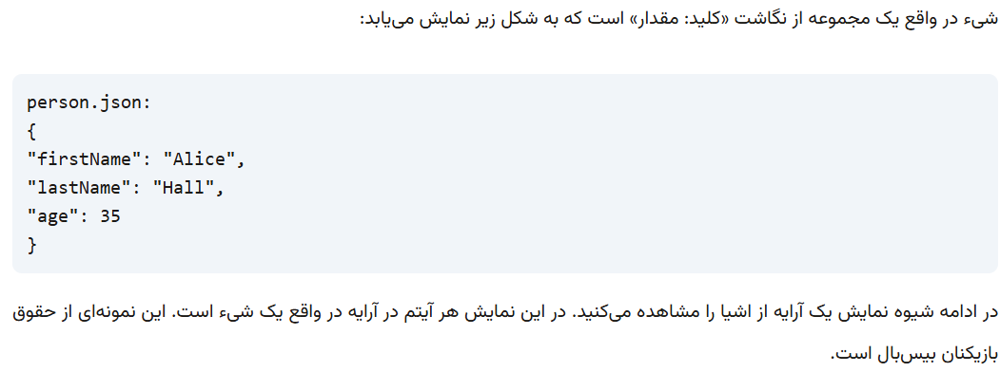 شیء در واقع یک مجموعه از نگاشت «کلید: مقدار» است که به شکل زیر نمایش می‌یابد:
person.json:
{
"firstName": "Alice",
"lastName": "Hall",
"age": 35
}
در ادامه شیوه نمایش یک آرایه از اشیا را مشاهده می‌کنید. در این نمایش هر آیتم در آرایه در واقع یک شیء است. این نمونه‌ای از حقوق
بازیکنان بیس‌بال است.